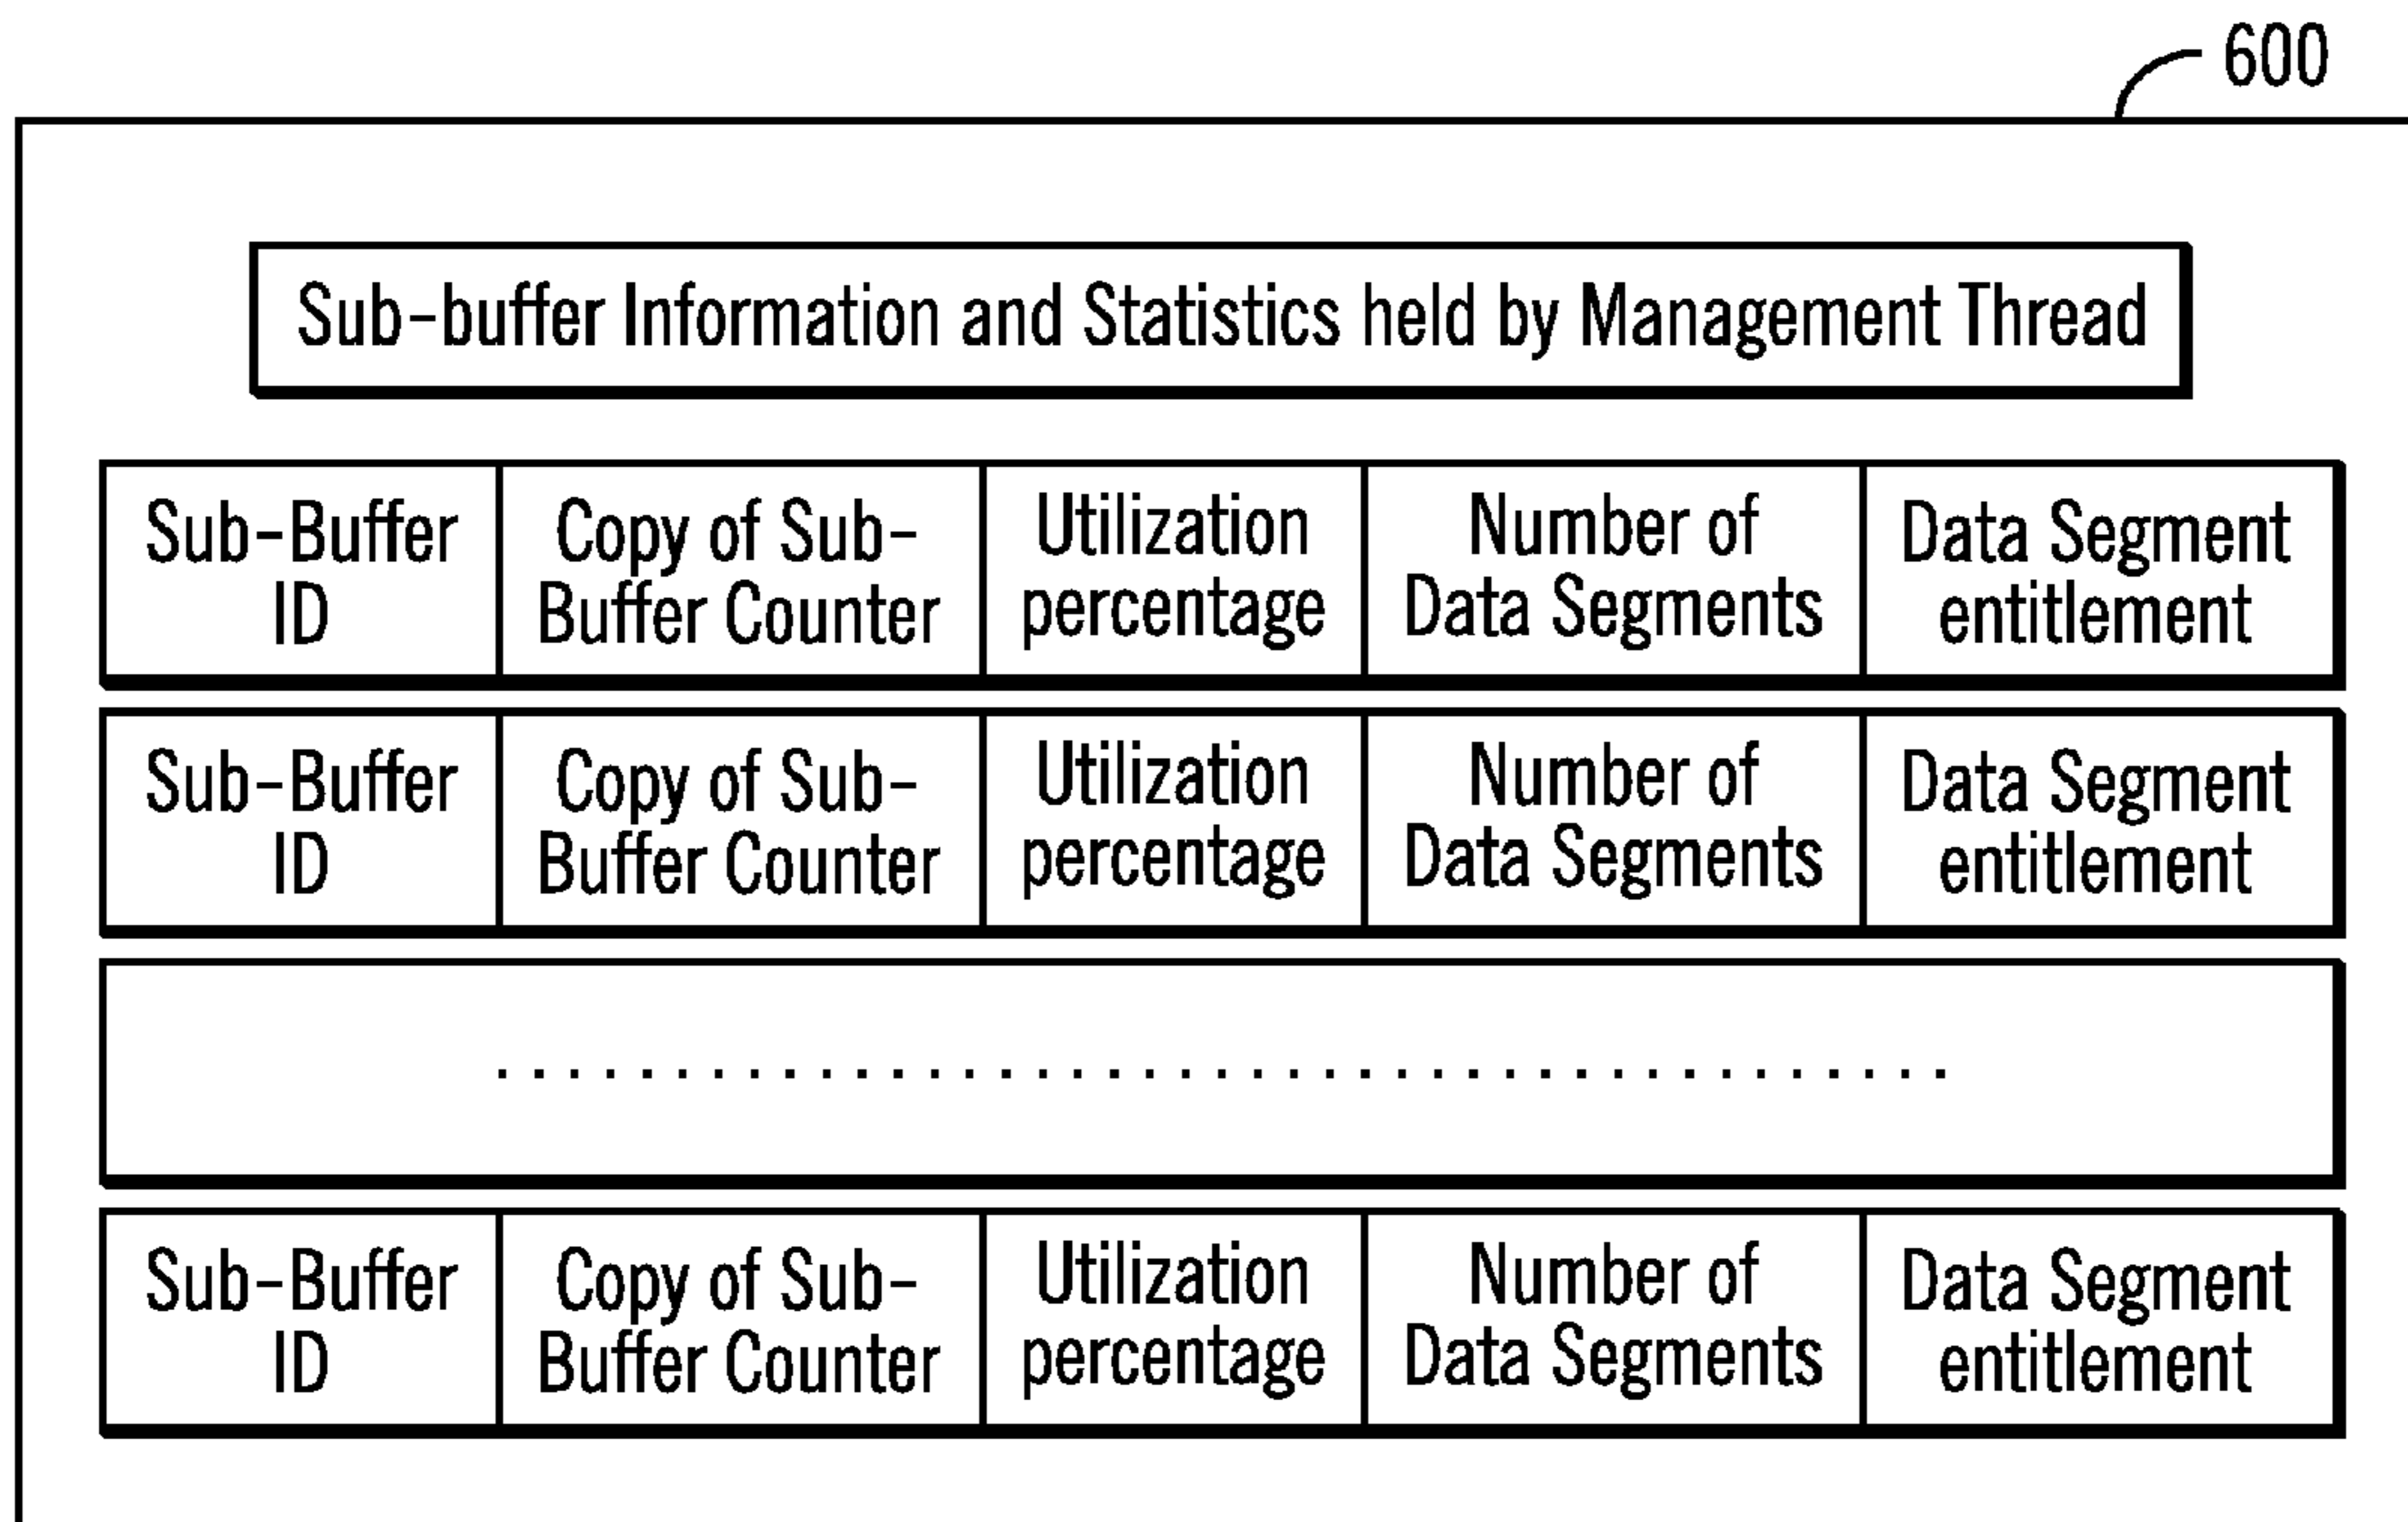 600
Sub-buffer Information and Statistics held by Management Thread
Sub-Buffer
ID
Copy of Sub-
Buffer Counter
Utilization
percentage
Number of
Data Segments
Data Segment
entitlement
Sub-Buffer
ID
Copy of Sub-
Buffer Counter
Utilization
percentage
Number of
Data Segments
Data Segment
entitlement
.........................................
Sub-Buffer
ID
Copy of Sub-
Buffer Counter
Utilization
percentage
Number of
Data Segments
Data Segment
entitlement